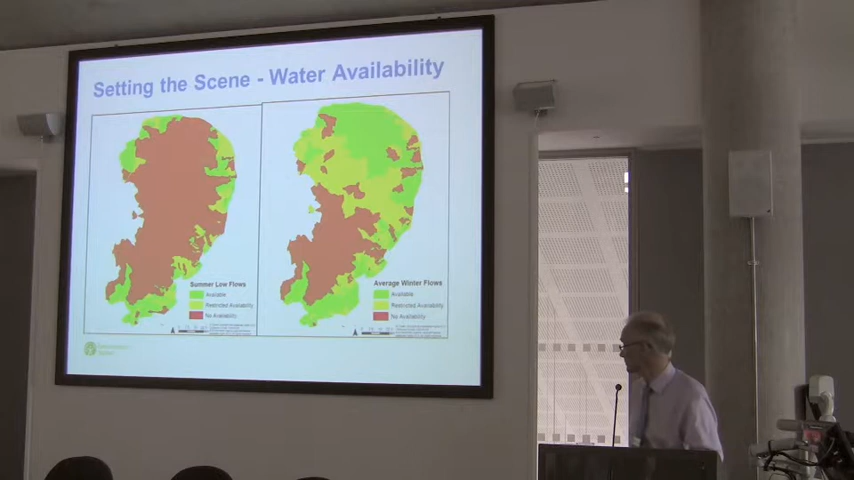 Setting the Scene - Water Availability
Summer Low Flows
Available
Restricted Availability
No Availability
Average Winter Flows
Available
Restricted Availability
No Availability